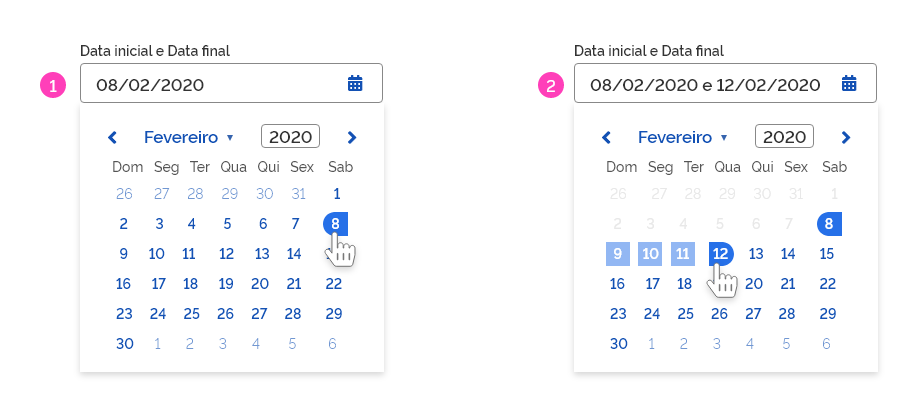 Data inicial e Data final
1
08/02/2020
Fevereiro 2020
Dom Seg Ter Qua Qui Sex Sab
26 27 28 29 30 31 1
2 3 4 5 6 7 8
9 10 11 12 13 14
16 17 18 19 20 21 22
23 24 25 26 27 28 29
30 1 2 3 4 5 6
Data inicial e Data final
2
08/02/2020 e 12/02/2020
Fevereiro 2020
Dom Seg Ter Qua Qui Sex Sab
26 27 28 29 30 31 1
2 3 4 5 6 7 8
9 10 11 12 13 14 15
16 17 18 20 21 22
23 24 25 26 27 28 29
30 1 2 3 4 5 6